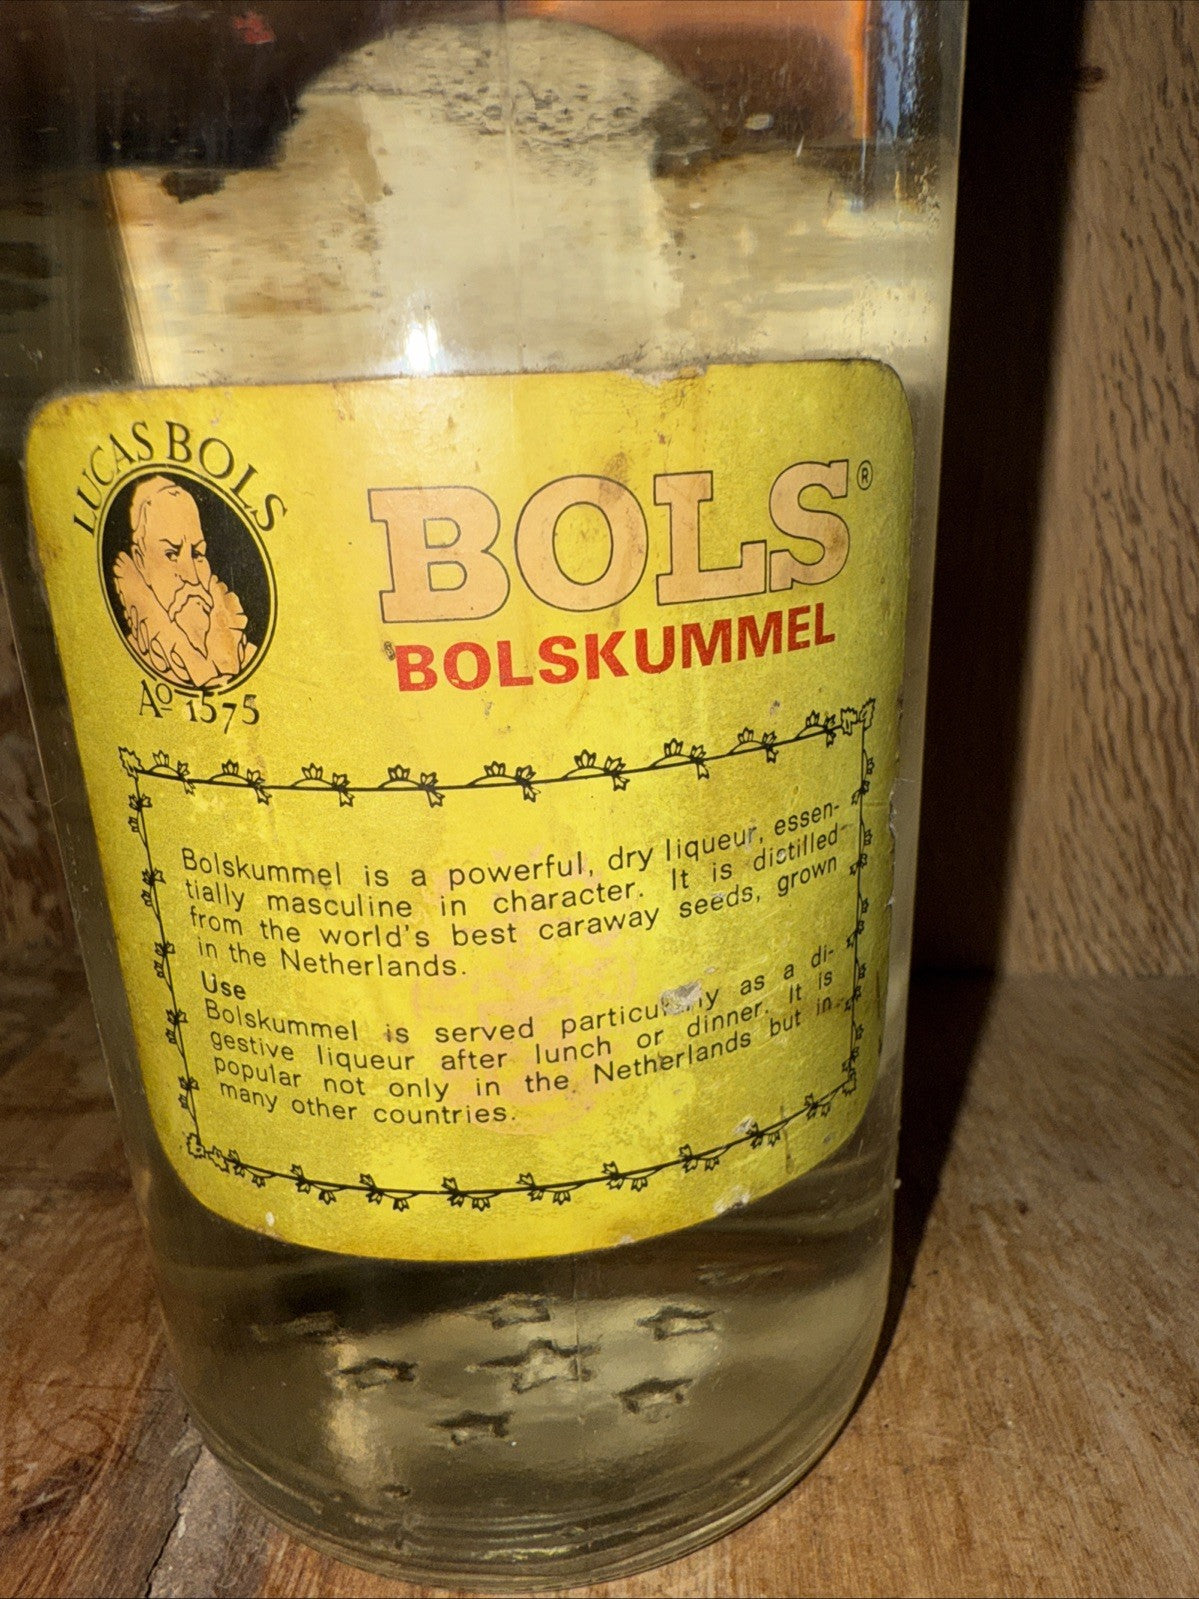 LUCAS BOLS
Aº 1575
BOLS®
BOLSKUMMEL
Bolskummel is a powerful, dry liqueur, essen-
tially masculine in character. It is distilled
from the world's best caraway seeds, grown
in the Netherlands.
Use
Bolskummel is served particularly as a di-
gestive liqueur after lunch or dinner. It is
popular not only in the Netherlands but in
many other countries.